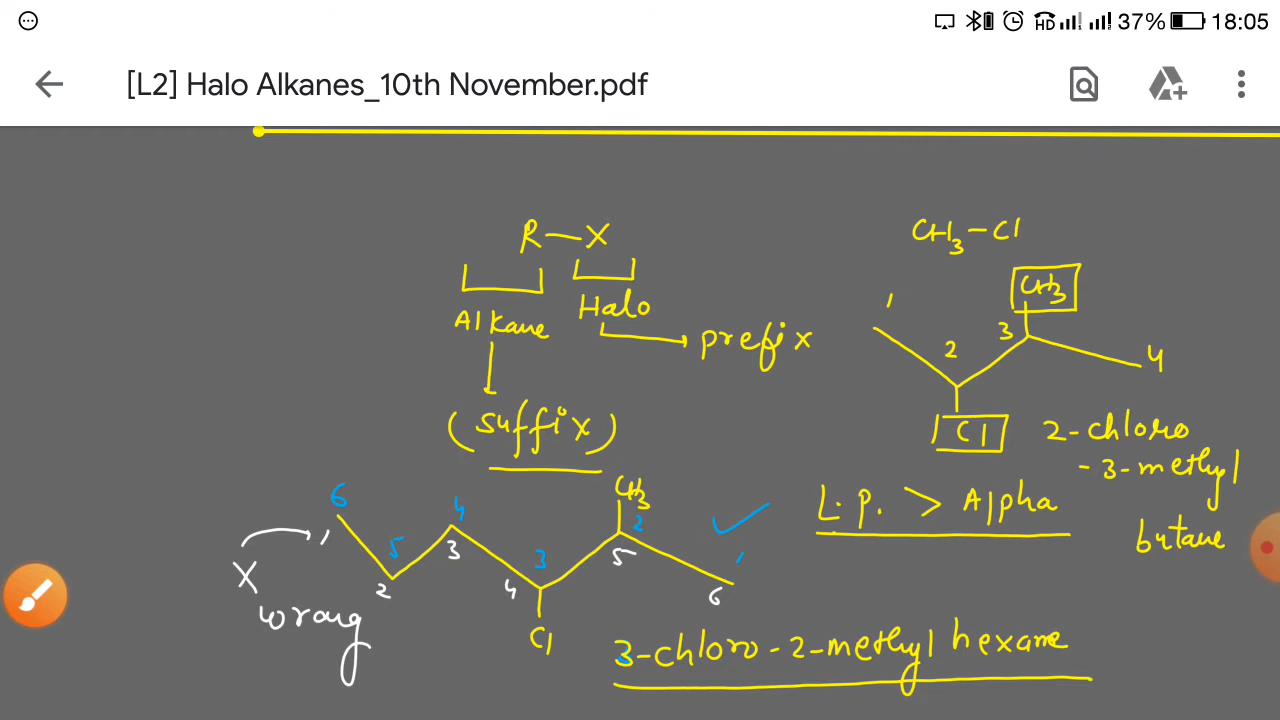 HD 37% 18:05
[L2] Halo Alkanes_10th November.pdf
R-X
Alkane
Halo
prefix
(suffix)
CH3-Cl
CH3
1
2
3
4
Cl
2-chloro
-3-methyl
butane
L.P. > Alpha
CH3
6 5 4 3 2 1
1 2 3 4 5 6
X
wrong
Cl
3-chloro-2-methyl hexane